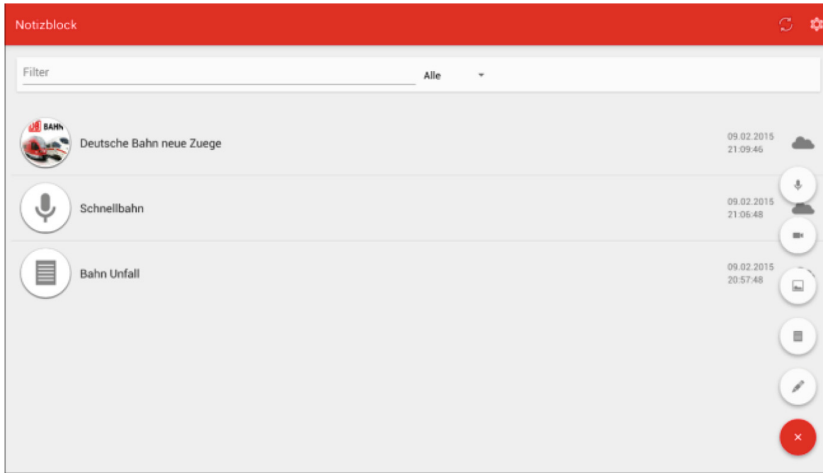 Notizblock
Filter
Alle
BAHN
Deutsche Bahn neue Zuege
09.02.2015
21:09:46
Schnellbahn
09.02.2015
21:06:48
Bahn Unfall
09.02.2015
20:57:48